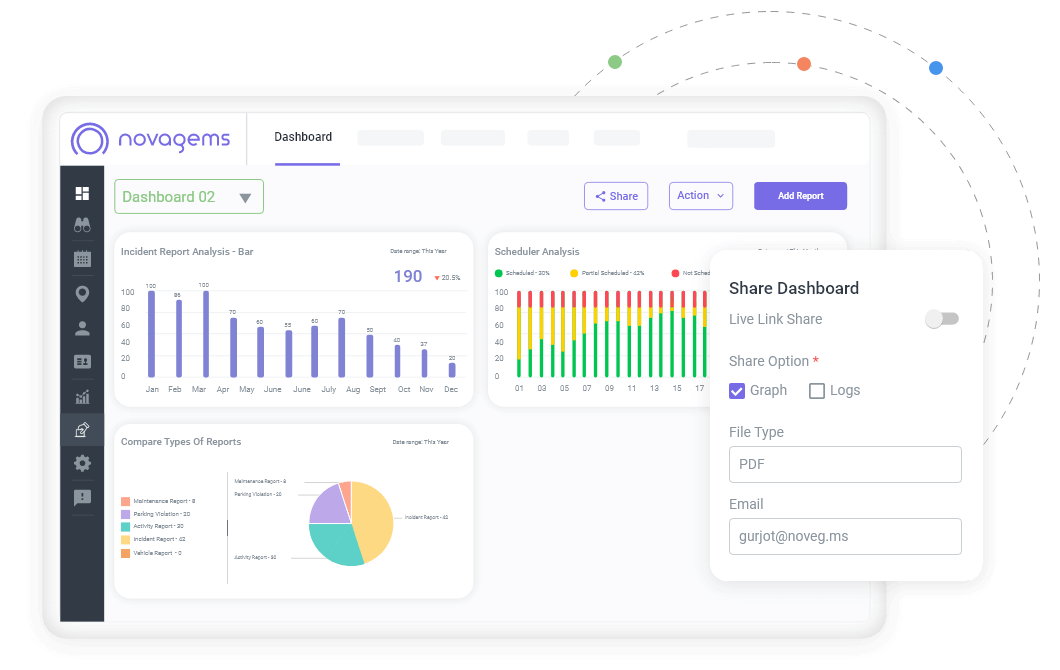 novagems
Dashboard
Dashboard 02
Share
Action
Add Report
Incident Report Analysis - Bar
Date range: This Year
190
20.5%
100
80
60
40
20
0
100
86
100
70
60
55
60
70
50
40
37
20
Jan Feb Mar Apr May June June July Aug Sept Oct Nov Dec
Scheduler Analysis
Scheduled - 30%
Partial Scheduled - 42%
Not Sched
100
80
60
40
20
0
01 03 05 07 09 11 13 15 17
Compare Types Of Reports
Date range: This Year
Maintenance Report - 8
Parking Violation - 20
Activity Report - 30
Incident Report - 42
Vehicle Report - 0
Parking Violation - 20
Incident Report - 42
Activity Report - 30
Share Dashboard
Live Link Share
Share Option *
Graph
Logs
File Type
PDF
Email
gurjot@noveg.ms